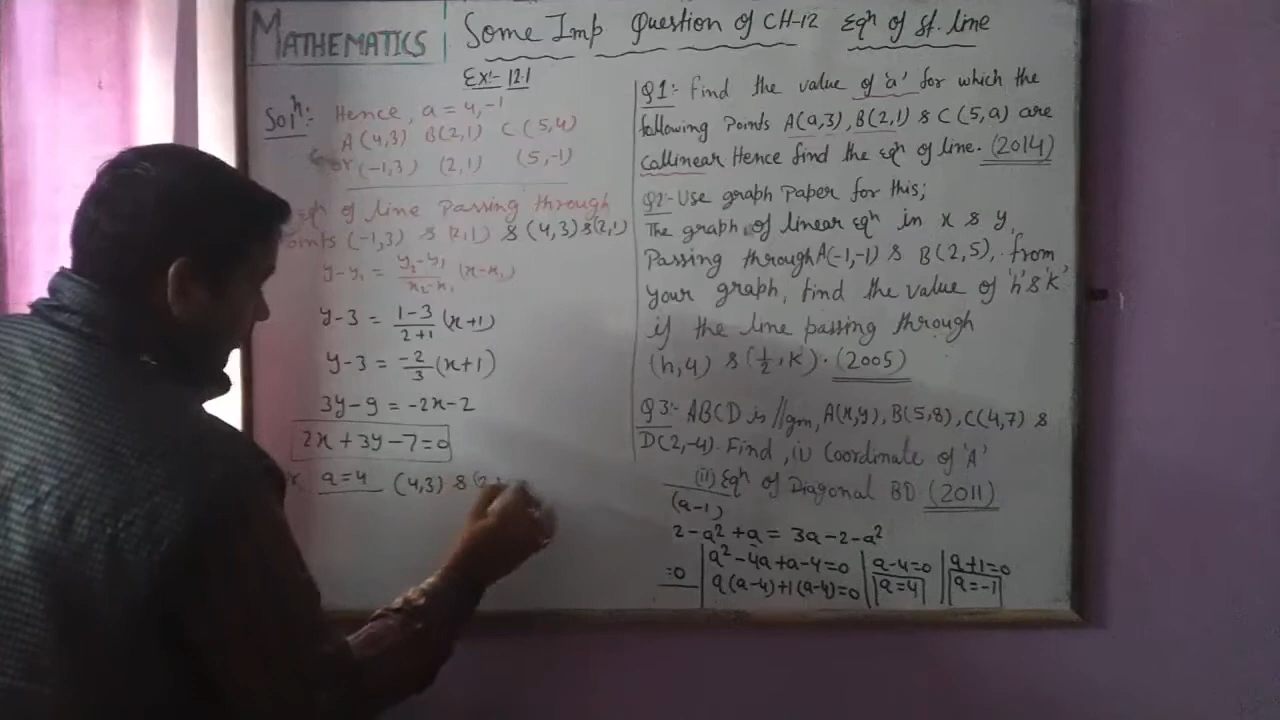 MATHEMATICS
Some Imp Question of CH-12 Eqⁿ of st. line
Ex:- 12.1
Solⁿ: Hence, a = 4, -1
A (4,3) B(2,1) C (5,4)
or (-1,3) (2,1) (5,-1)
Eqⁿ of line passing through
oints (-1,3) & (2,1) & (4,3) & (2,1)
y-y₁ = y₂-y₁/x₂-x₁ (x-x₁)
y-3 = 1-3/2+1 (x+1)
y-3 = -2/3 (x+1)
3y-9 = -2x-2
2x+3y-7=0
a=4 (4,3) & (2
Q1:- Find the value of 'a' for which the
following Points A(a,3), B(2,1) & C(5,a) are
callinear. Hence find the eqⁿ of line. (2014)
Q2:- Use graph Paper for this;
The graph of linear eqⁿ in x & y,
Passing through A(-1,-1) & B(2,5), from
your graph, find the value of 'h' & 'k'
if the line passing through
(h,4) & (1/2,K). (2005)
Q3:- ABCD is //gm, A(x,y), B(5,8), C(4,7) &
D(2,-4). Find, (i) Coordinate of 'A'
(ii) Eqⁿ of Diagonal BD. (2011)
(a-1)
2-a²+a = 3a-2-a²
=0 a²-4a+a-4=0 a-4=0 a+1=0
a(a-4)+1(a-4)=0 a=4 a=-1